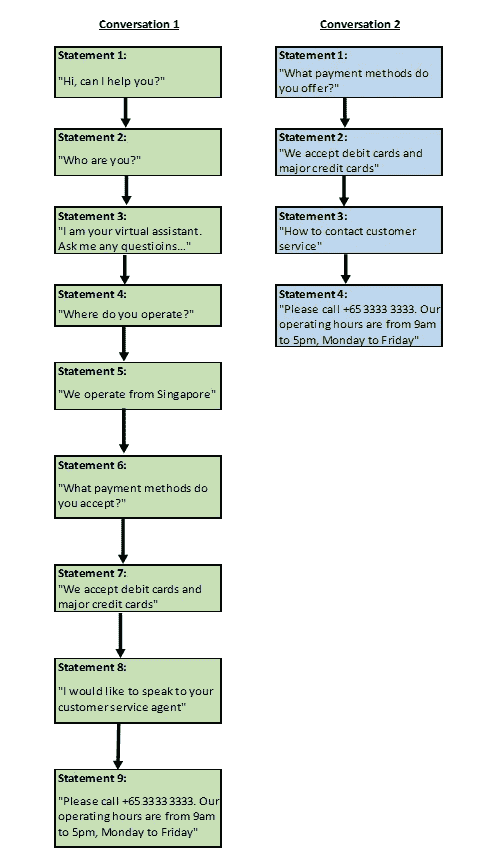 Conversation 1
Statement 1:
"Hi, can I help you?"
Statement 2:
"Who are you?"
Statement 3:
"I am your virtual assistant.
Ask me any questioins..."
Statement 4:
"Where do you operate?"
Statement 5:
"We operate from Singapore"
Statement 6:
"What payment methods do
you accept?"
Statement 7:
"We accept debit cards and
major credit cards"
Statement 8:
"I would like to speak to your
customer service agent"
Statement 9:
"Please call +65 3333 3333. Our
operating hours are from 9am
to 5pm, Monday to Friday"
Conversation 2
Statement 1:
"What payment methods do
you offer?"
Statement 2:
"We accept debit cards and
major credit cards"
Statement 3:
"How to contact customer
service"
Statement 4:
"Please call +65 3333 3333. Our
operating hours are from 9am
to 5pm, Monday to Friday"